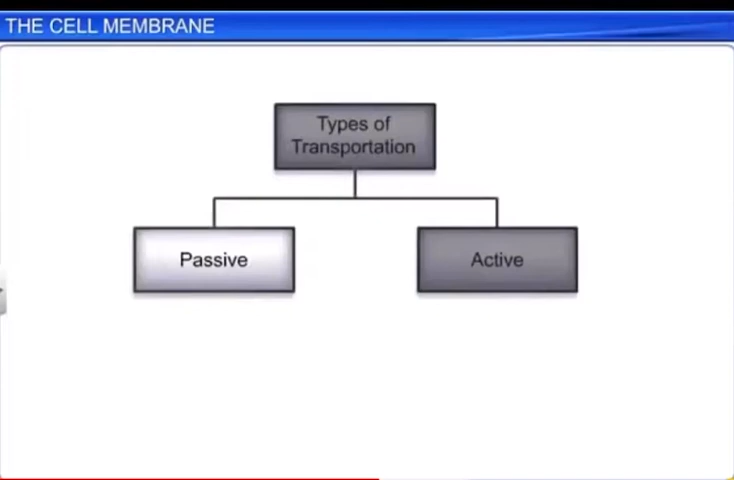 THE CELL MEMBRANE
Types of
Transportation
Passive
Active